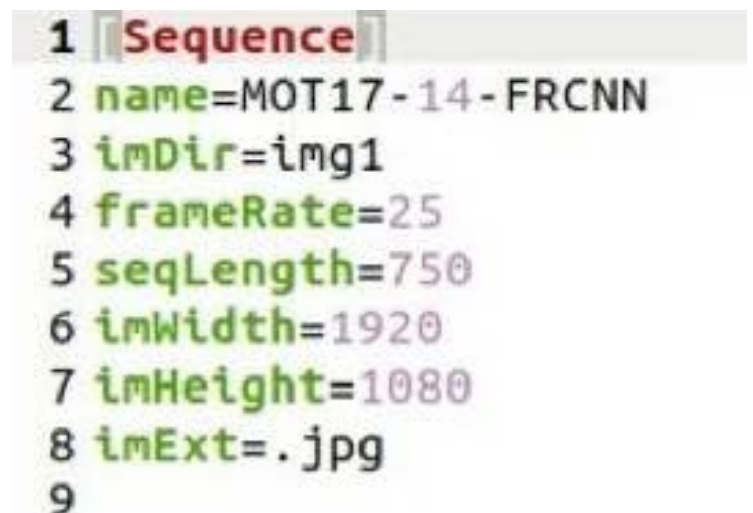 1 [Sequence]
2 name=MOT17-14-FRCNN
3 imDir=img1
4 frameRate=25
5 seqLength=750
6 imWidth=1920
7 imHeight=1080
8 imExt=.jpg
9